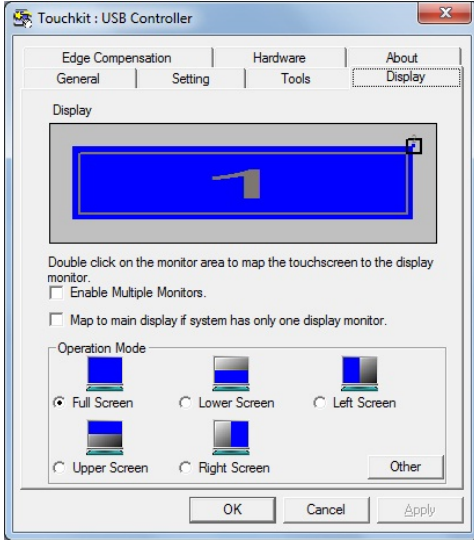 Touchkit : USB Controller
Edge Compensation Hardware About
General Setting Tools Display
Display
1
Double click on the monitor area to map the touchscreen to the display
monitor.
Enable Multiple Monitors.
Map to main display if system has only one display monitor.
Operation Mode
Full Screen Lower Screen Left Screen
Upper Screen Right Screen Other
OK Cancel Apply